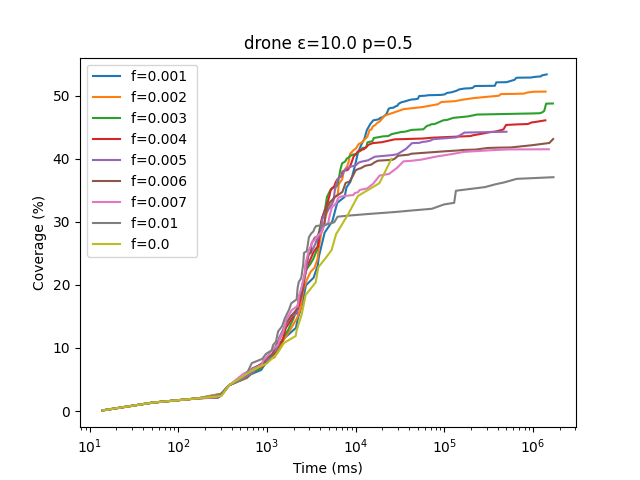 drone ε=10.0 p=0.5
f=0.001
f=0.002
f=0.003
f=0.004
f=0.005
f=0.006
f=0.007
f=0.01
f=0.0
Coverage (%)
50
40
30
20
10
0
10¹ 10² 10³ 10⁴ 10⁵ 10⁶
Time (ms)